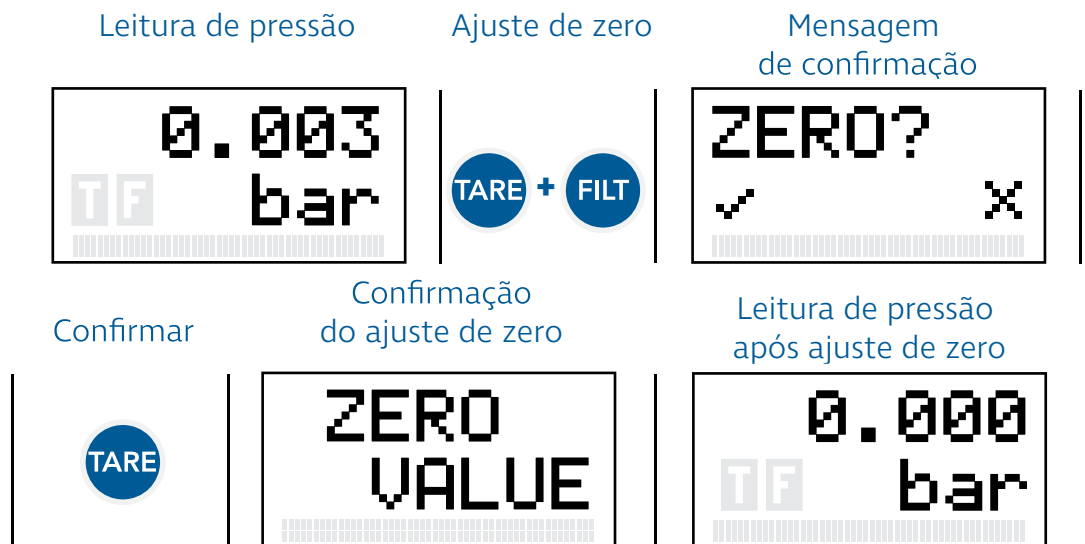 Leitura de pressão
Ajuste de zero
Mensagem
de confirmação
0.003
T F bar
TARE + FILT
ZERO?
✓ X
Confirmar
Confirmação
do ajuste de zero
Leitura de pressão
após ajuste de zero
TARE
ZERO
VALUE
0.000
T F bar